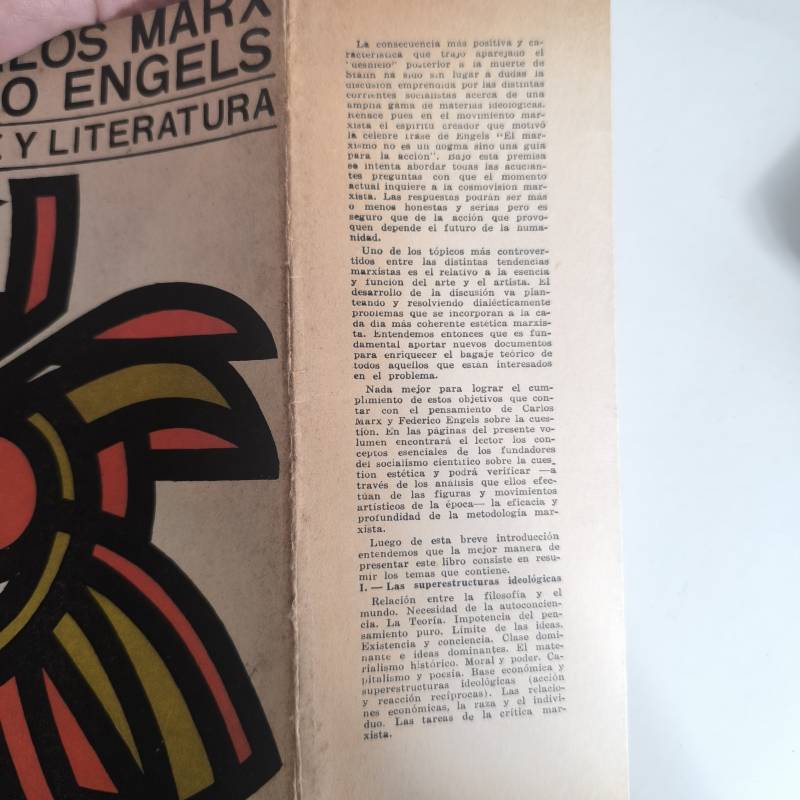 LOS MARX
O ENGELS
Y LITERATURA
La consecuencia más positiva y ca-
racterística que trajo aparejado el
"deshielo" posterior a la muerte de
Stalin ha sido sin lugar a dudas la
discusión emprendida por las distintas
corrientes socialistas acerca de una
amplia gama de materias ideológicas.
Renace pues en el movimiento mar-
xista el espíritu creador que motivó
la célebre frase de Engels "El mar-
xismo no es un dogma sino una guía
para la acción". Bajo esta premisa
se intenta abordar todas las acucian-
tes preguntas con que el momento
actual inquiere a la cosmovisión mar-
xista. Las respuestas podrán ser más
o menos honestas y serias pero es
seguro que de la acción que provo-
quen depende el futuro de la huma-
nidad.
Uno de los tópicos más controver-
tidos entre las distintas tendencias
marxistas es el relativo a la esencia
y función del arte y el artista. El
desarrollo de la discusión va plan-
teando y resolviendo dialécticamente
problemas que se incorporan a la ca-
da día más coherente estética marxis-
ta. Entendemos entonces que es fun-
damental aportar nuevos documentos
para enriquecer el bagaje teórico de
todos aquellos que estan interesados
en el problema.
Nada mejor para lograr el cum-
plimiento de estos objetivos que con-
tar con el pensamiento de Carlos
Marx y Federico Engels sobre la cues-
tión. En las páginas del presente vo-
lumen encontrará el lector los con-
ceptos esenciales de los fundadores
del socialismo científico sobre la cues-
tion estética y podrá verificar —a
través de los análisis que ellos efec-
túan de las figuras y movimientos
artísticos de la época— la eficacia y
profundidad de la metodología mar-
xista.
Luego de esta breve introducción
entendemos que la mejor manera de
presentar este libro consiste en resu-
mir los temas que contiene.
I. — Las superestructuras ideológicas
Relación entre la filosofía y el
mundo. Necesidad de la autoconcien-
cia. La Teoría. Impotencia del pen-
samiento puro. Límite de las ideas.
Existencia y conciencia. Clase domi-
nante e ideas dominantes. El mate-
rialismo histórico. Moral y poder. Ca-
pitalismo y poesía. Base económica y
superestructuras ideológicas (acción
y reacción recíprocas). Las relacio-
nes económicas, la raza y el indivi-
duo. Las tareas de la crítica mar-
xista.